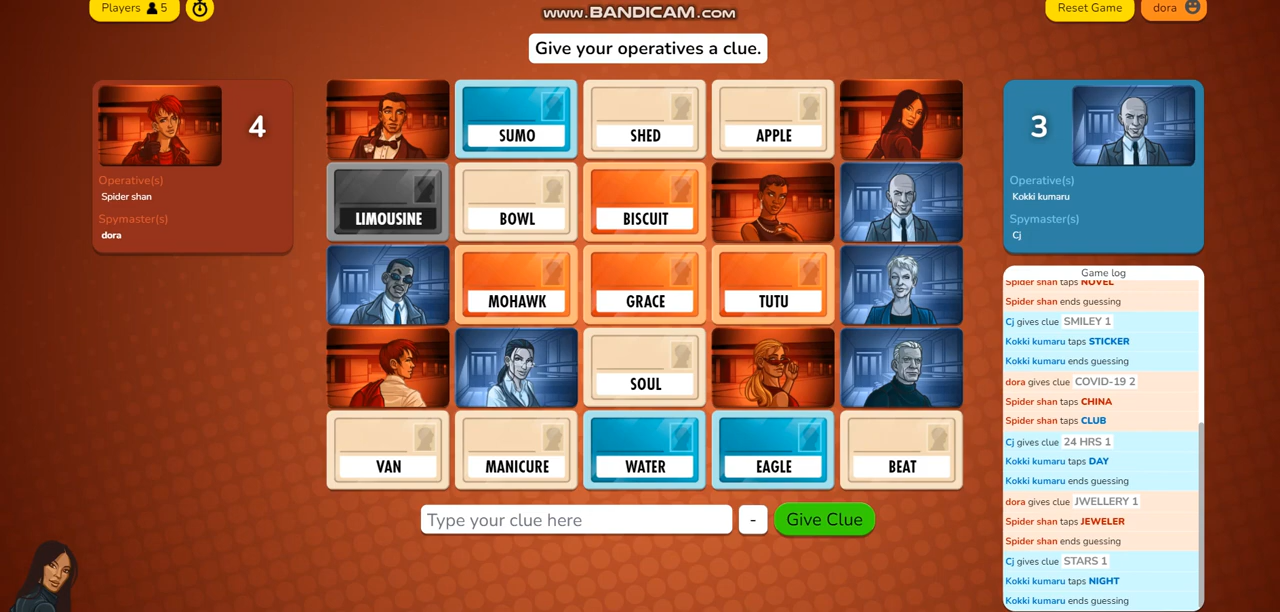 Players 5
www.BANDICAM.com
Reset Game
dora
Give your operatives a clue.
4
Operative(s)
Spider shan
Spymaster(s)
dora
SUMO
SHED
APPLE
LIMOUSINE
BOWL
BISCUIT
MOHAWK
GRACE
TUTU
SOUL
VAN
MANICURE
WATER
EAGLE
BEAT
Type your clue here
-
Give Clue
3
Operative(s)
Kokki kumaru
Spymaster(s)
Cj
Game log
Spider shan taps NOVEL
Spider shan ends guessing
Cj gives clue SMILEY 1
Kokki kumaru taps STICKER
Kokki kumaru ends guessing
dora gives clue COVID-19 2
Spider shan taps CHINA
Spider shan taps CLUB
Cj gives clue 24 HRS 1
Kokki kumaru taps DAY
Kokki kumaru ends guessing
dora gives clue JWELLERY 1
Spider shan taps JEWELER
Spider shan ends guessing
Cj gives clue STARS 1
Kokki kumaru taps NIGHT
Kokki kumaru ends guessing